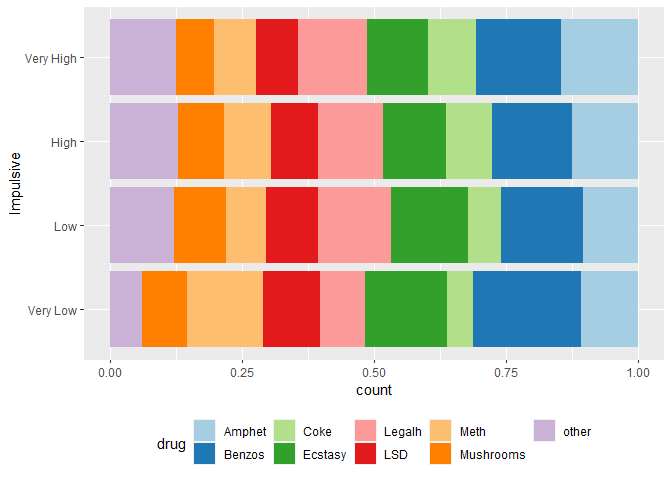 Impulsive
Very High
High
Low
Very Low
0.00 0.25 0.50 0.75 1.00
count
drug
Amphet Coke Legalh Meth other
Benzos Ecstasy LSD Mushrooms